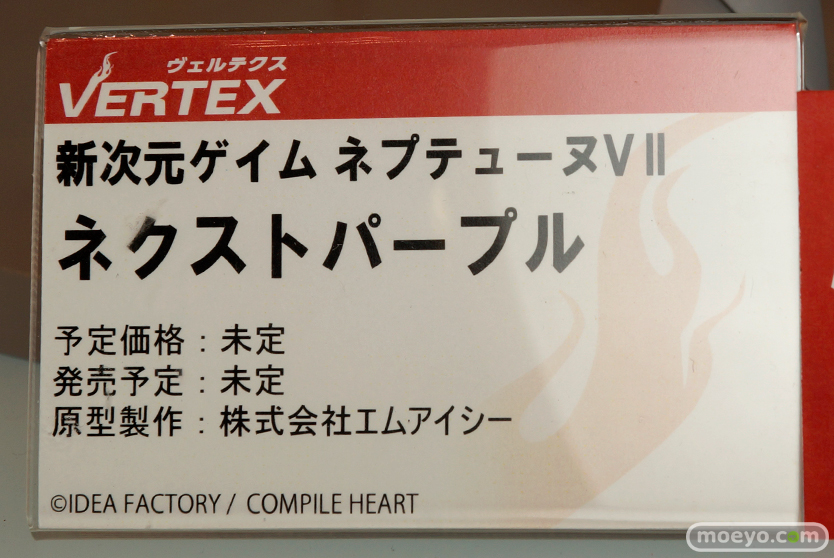 ヴェルテクス
VERTEX
新次元ゲイム ネプテューヌVⅡ
ネクストパープル
予定価格：未定
発売予定：未定
原型製作：株式会社エムアイシー
©IDEA FACTORY / COMPILE HEART
moeyo.com